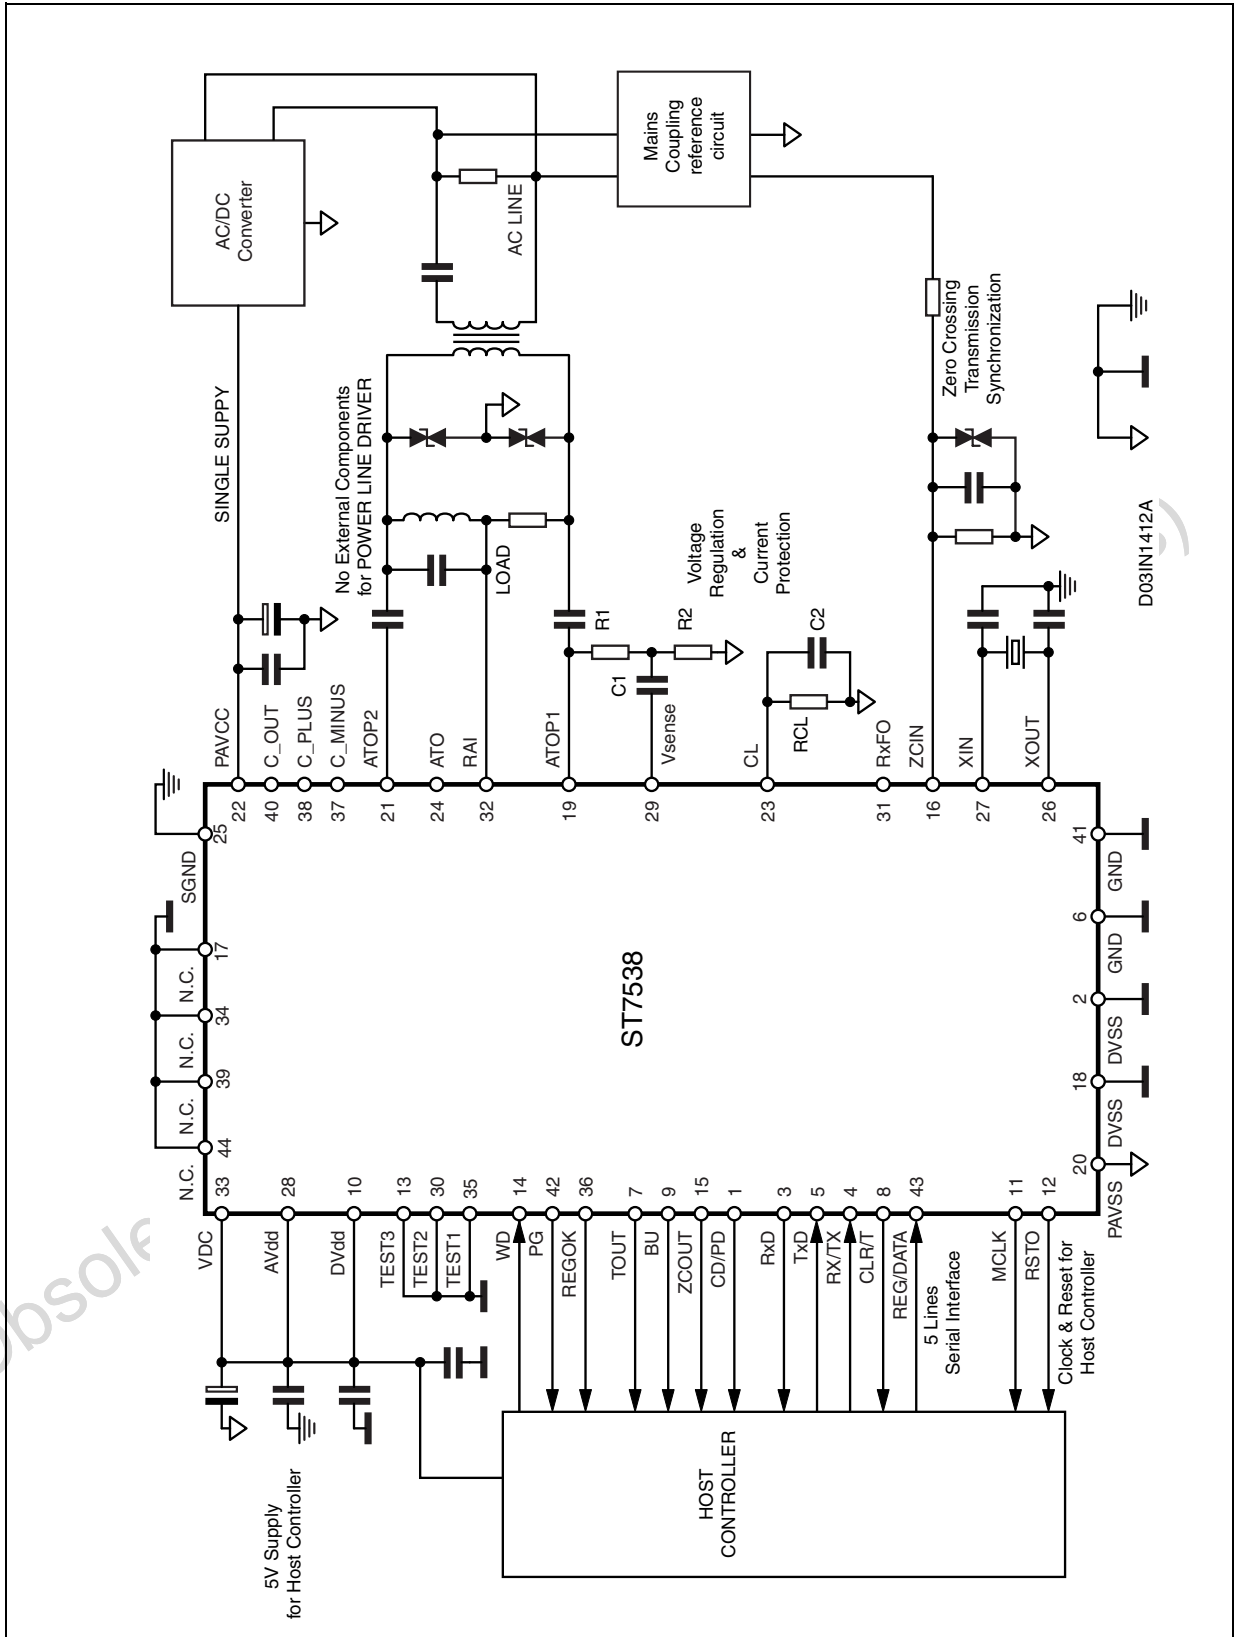 AC/DC
Converter
Mains
Coupling
reference
circuit
AC LINE
SINGLE SUPPLY
No External Components
for POWER LINE DRIVER
Zero Crossing
Transmission
Synchronization
LOAD
Voltage
Regulation
&
Current
Protection
R1
R2
C1
C2
RCL
D03IN1412A
PAVCC
C_OUT
C_PLUS
C_MINUS
ATOP2
ATO
RAI
ATOP1
Vsense
CL
RxFO
ZCIN
XIN
XOUT
22
40
38
37
21
24
32
19
29
23
31
16
27
26
SGND
25
N.C.
17
N.C.
34
N.C.
39
N.C.
44
ST7538
41
GND
6
GND
2
DVSS
18
DVSS
20
PAVSS
33
28
10
13
30
35
14
42
36
7
9
15
1
3
5
4
8
43
11
12
VDC
AVdd
DVdd
TEST3
TEST2
TEST1
WD
PG
REGOK
TOUT
BU
ZCOUT
CD/PD
RxD
TxD
RX/TX
CLR/T
REG/DATA
5 Lines
Serial Interface
MCLK
RSTO
Clock & Reset for
Host Controller
5V Supply
for Host Controller
HOST
CONTROLLER